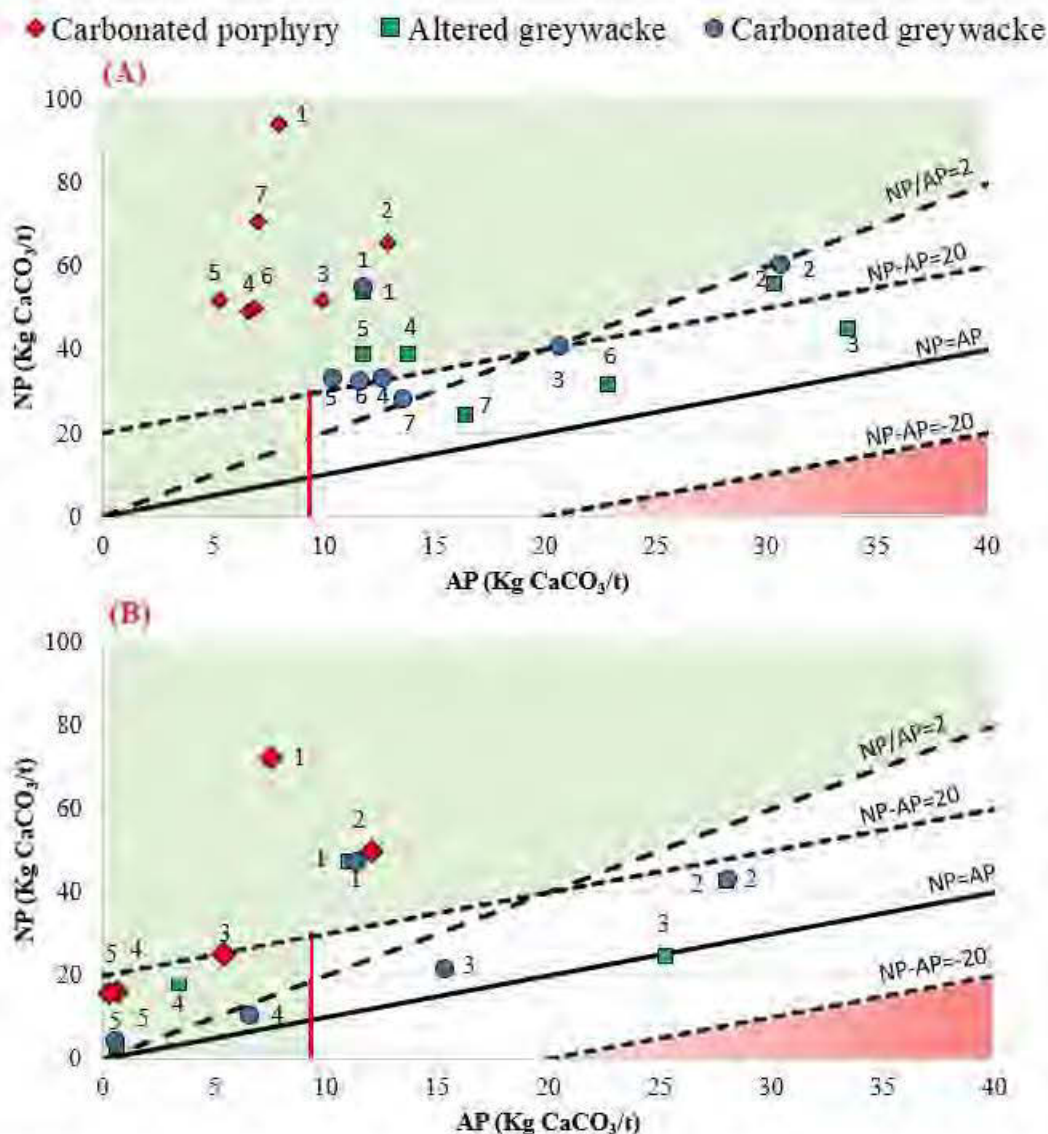 Carbonated porphyry Altered greywacke Carbonated greywacke
(A)
100
80
60
40
20
0
NP (Kg CaCO₃/t)
1
7
2
5
4
6
3
1
1
5
4
5
6
4
7
3
6
7
2
2
3
NP/AP=2
NP-AP=20
NP=AP
NP-AP=-20
0 5 10 15 20 25 30 35 40
AP (Kg CaCO₃/t)
(B)
100
80
60
40
20
0
NP (Kg CaCO₃/t)
1
2
1
1
3
5 4
4
5 5
4
3
2 2
3
NP/AP=2
NP-AP=20
NP=AP
NP-AP=-20
0 5 10 15 20 25 30 35 40
AP (Kg CaCO₃/t)